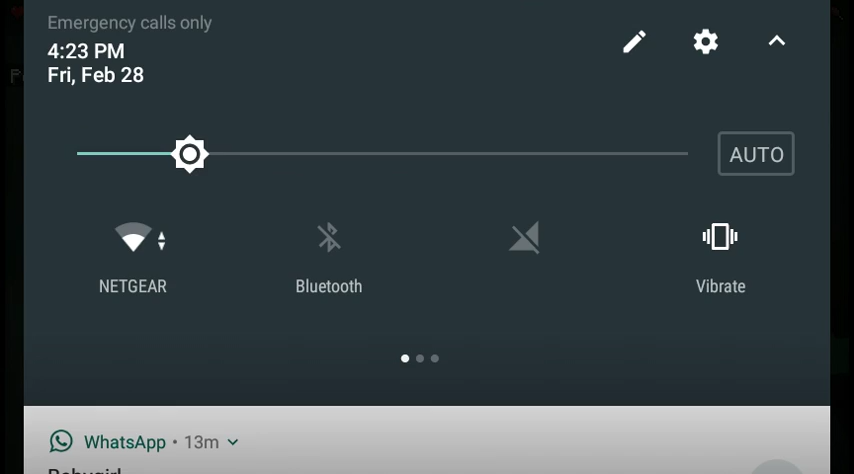 Emergency calls only
4:23 PM
Fri, Feb 28
AUTO
NETGEAR
Bluetooth
Vibrate
WhatsApp • 13m